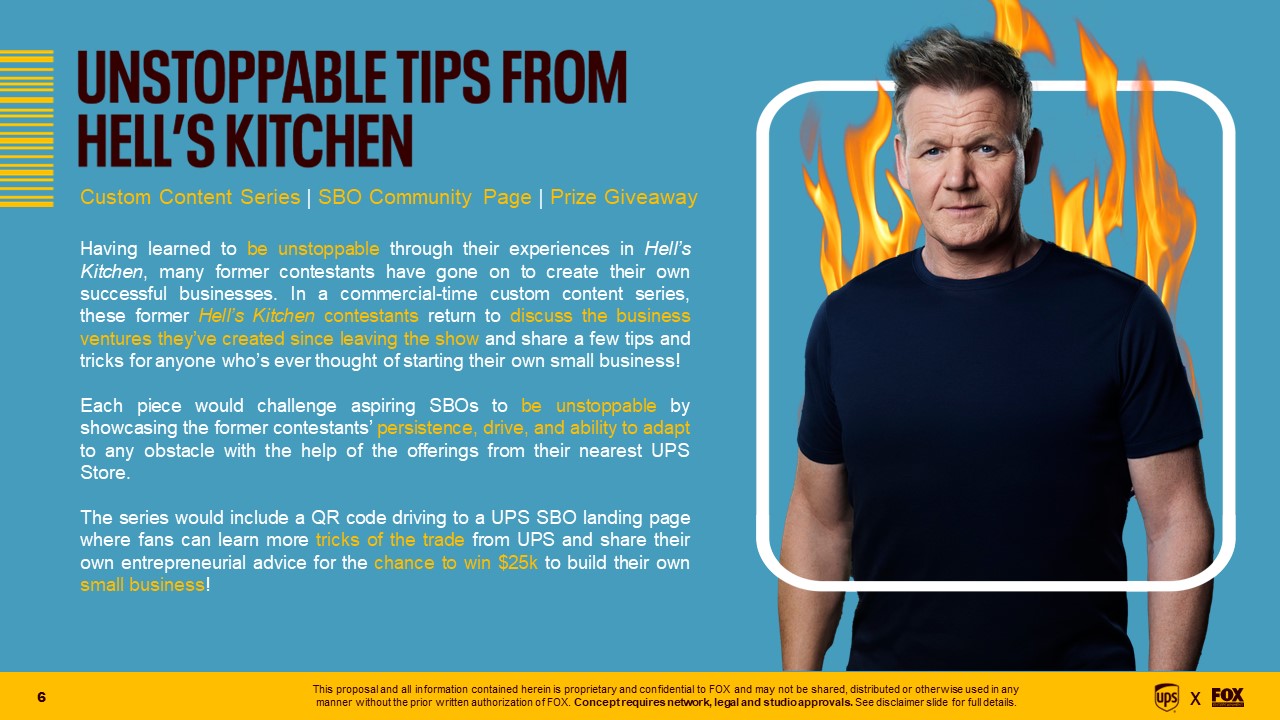 UNSTOPPABLE TIPS FROM
HELL'S KITCHEN
Custom Content Series | SBO Community Page | Prize Giveaway
Having learned to be unstoppable through their experiences in Hell's
Kitchen, many former contestants have gone on to create their own
successful businesses. In a commercial-time custom content series,
these former Hell's Kitchen contestants return to discuss the business
ventures they've created since leaving the show and share a few tips and
tricks for anyone who's ever thought of starting their own small business!
Each piece would challenge aspiring SBOs to be unstoppable by
showcasing the former contestants' persistence, drive, and ability to adapt
to any obstacle with the help of the offerings from their nearest UPS
Store.
The series would include a QR code driving to a UPS SBO landing page
where fans can learn more tricks of the trade from UPS and share their
own entrepreneurial advice for the chance to win $25k to build their own
small business!
6
This proposal and all information contained herein is proprietary and confidential to FOX and may not be shared, distributed or otherwise used in any
manner without the prior written authorization of FOX. Concept requires network, legal and studio approvals. See disclaimer slide for full details.
ups X FOX